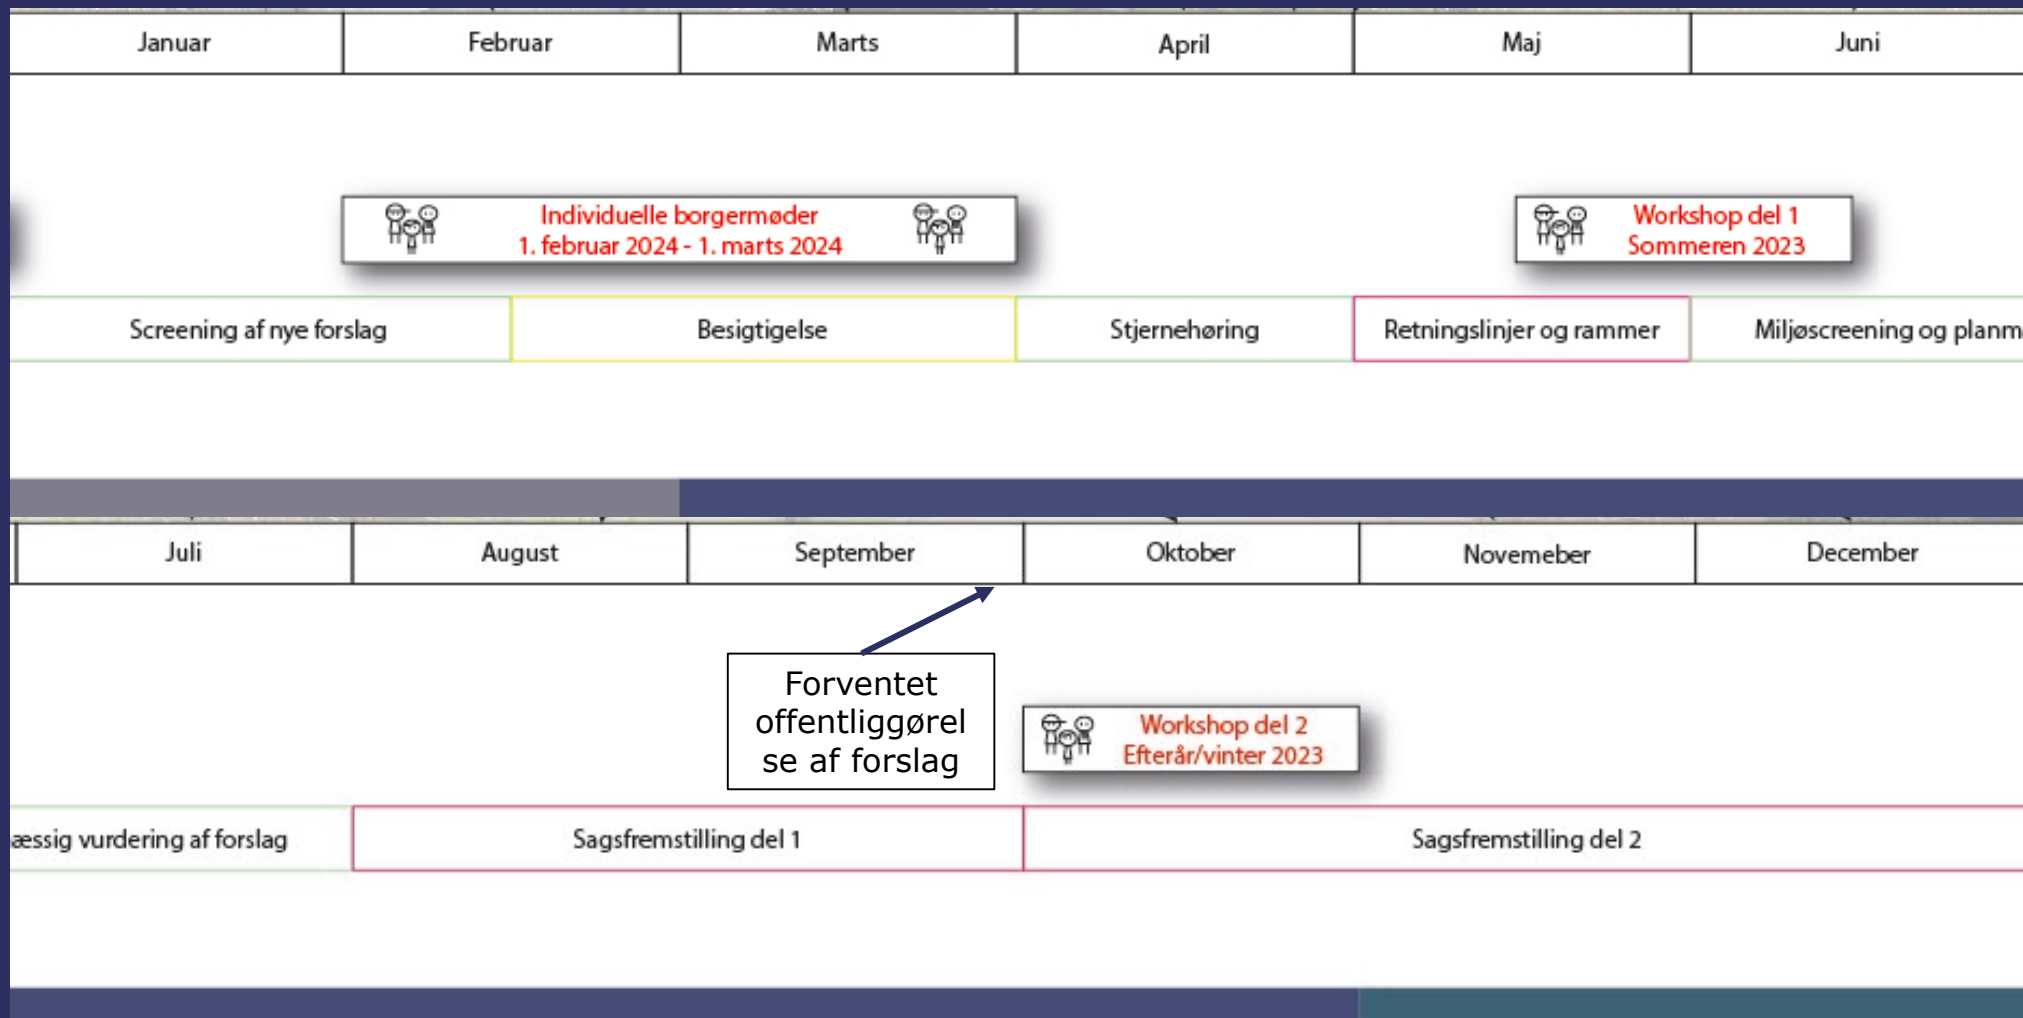 Januar Februar Marts April Maj Juni
Individuelle borgermøder
1. februar 2024 - 1. marts 2024
Workshop del 1
Sommeren 2023
Screening af nye forslag Besigtigelse Stjernehøring Retningslinjer og rammer Miljøscreening og planm
Juli August September Oktober Novemeber December
Forventet
offentliggørel
se af forslag
Workshop del 2
Efterår/vinter 2023
æssig vurdering af forslag Sagsfremstilling del 1 Sagsfremstilling del 2